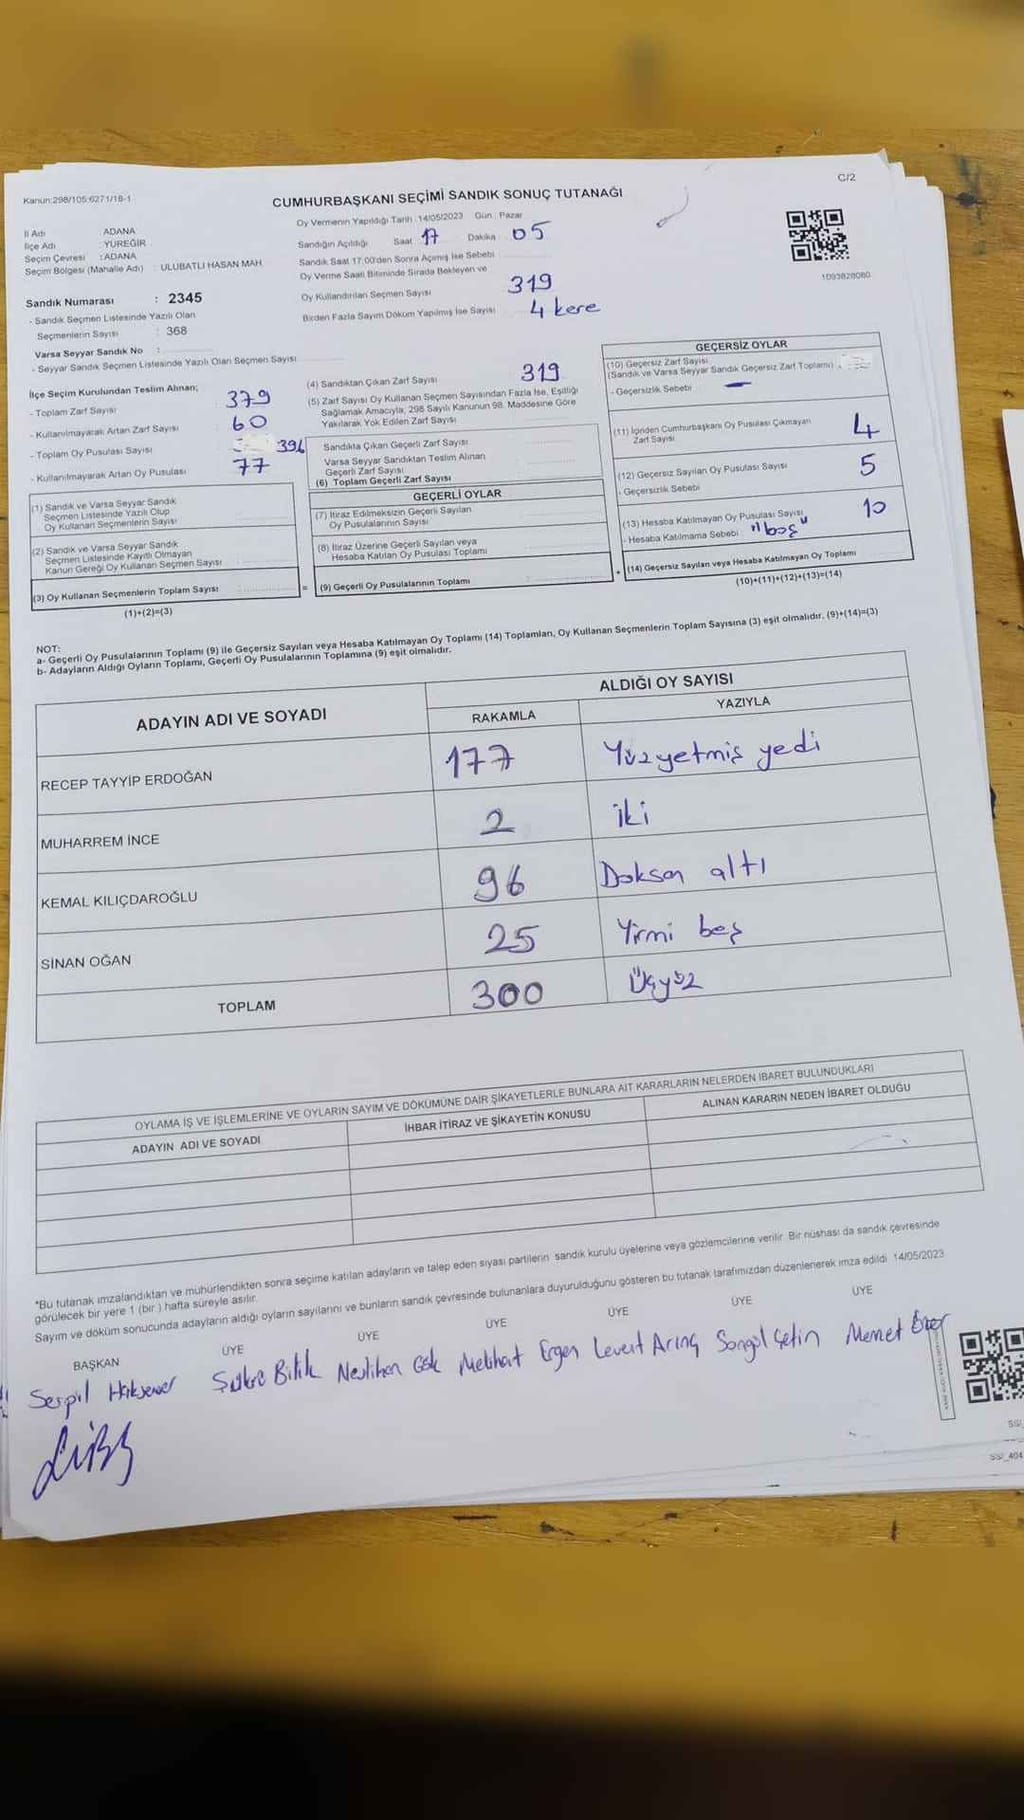 C/2
Kanun:298/105:6271/18-1
CUMHURBAŞKANI SEÇİMİ SANDIK SONUÇ TUTANAĞI
İl Adı : ADANA
İlçe Adı : YÜREĞİR
Seçim Çevresi : ADANA
Seçim Bölgesi (Mahalle Adı) : ULUBATLI HASAN MAH.
Sandık Numarası : 2345
- Sandık Seçmen Listesinde Yazılı Olan
Seçmenlerin Sayısı : 368
Varsa Seyyar Sandık No :
- Seyyar Sandık Seçmen Listesinde Yazılı Olan Seçmen Sayısı
Oy Vermenin Yapıldığı Tarih : 14/05/2023 Gün : Pazar
Sandığın Açıldığı Saat 17 Dakika 05
Sandık Saat 17:00'den Sonra Açılmış İse Sebebi
Oy Verme Saati Bitiminde Sırada Bekleyen ve
Oy Kullandırılan Seçmen Sayısı 319
Birden Fazla Sayım Döküm Yapılmış İse Sayısı 4 kere
1093828080
İlçe Seçim Kurulundan Teslim Alınan;
- Toplam Zarf Sayısı 379
- Kullanılmayarak Artan Zarf Sayısı 60
- Toplam Oy Pusulası Sayısı 396
- Kullanılmayarak Artan Oy Pusulası 77
(1) Sandık ve Varsa Seyyar Sandık
Seçmen Listesinde Yazılı Olup
Oy Kullanan Seçmenlerin Sayısı
(2) Sandık ve Varsa Seyyar Sandık
Seçmen Listesinde Kayıtlı Olmayan
Kanun Gereği Oy Kullanan Seçmen Sayısı
(3) Oy Kullanan Seçmenlerin Toplam Sayısı =
(1)+(2)=(3)
(4) Sandıktan Çıkan Zarf Sayısı 319
(5) Zarf Sayısı Oy Kullanan Seçmen Sayısından Fazla İse, Eşitliği
Sağlamak Amacıyla, 298 Sayılı Kanunun 98. Maddesine Göre
Yakılarak Yok Edilen Zarf Sayısı
Sandıkta Çıkan Geçerli Zarf Sayısı
Varsa Seyyar Sandıktan Teslim Alınan
Geçerli Zarf Sayısı
(6) Toplam Geçerli Zarf Sayısı
GEÇERLİ OYLAR
(7) İtiraz Edilmeksizin Geçerli Sayılan
Oy Pusulalarının Sayısı
(8) İtiraz Üzerine Geçerli Sayılan veya
Hesaba Katılan Oy Pusulası Toplamı
(9) Geçerli Oy Pusulalarının Toplamı +
GEÇERSİZ OYLAR
(10) Geçersiz Zarf Sayısı
(Sandık ve Varsa Seyyar Sandık Geçersiz Zarf Toplamı)
- Geçersizlik Sebebi —
(11) İçinden Cumhurbaşkanı Oy Pusulası Çıkmayan
Zarf Sayısı 4
(12) Geçersiz Sayılan Oy Pusulası Sayısı 5
- Geçersizlik Sebebi
(13) Hesaba Katılmayan Oy Pusulası Sayısı 10
- Hesaba Katılmama Sebebi "boş"
(14) Geçersiz Sayılan veya Hesaba Katılmayan Oy Toplamı
(10)+(11)+(12)+(13)=(14)
NOT:
a- Geçerli Oy Pusulalarının Toplamı (9) ile Geçersiz Sayılan veya Hesaba Katılmayan Oy Toplamı (14) Toplamları, Oy Kullanan Seçmenlerin Toplam Sayısına (3) eşit olmalıdır. (9)+(14)=(3)
b- Adayların Aldığı Oyların Toplamı, Geçerli Oy Pusulalarının Toplamına (9) eşit olmalıdır.
ADAYIN ADI VE SOYADI
ALDIĞI OY SAYISI
RAKAMLA YAZIYLA
RECEP TAYYİP ERDOĞAN 177 Yüzyetmiş yedi
MUHARREM İNCE 2 iki
KEMAL KILIÇDAROĞLU 96 Doksan altı
SİNAN OĞAN 25 Yirmi beş
TOPLAM 300 Üçyüz
OYLAMA İŞ VE İŞLEMLERİNE VE OYLARIN SAYIM VE DÖKÜMÜNE DAİR ŞİKAYETLERLE BUNLARA AİT KARARLARIN NELERDEN İBARET BULUNDUKLARI
ADAYIN ADI VE SOYADI İHBAR İTİRAZ VE ŞİKAYETİN KONUSU ALINAN KARARIN NEDEN İBARET OLDUĞU
*Bu tutanak imzalandıktan ve mühürlendikten sonra seçime katılan adayların ve talep eden siyasi partilerin sandık kurulu üyelerine veya gözlemcilerine verilir. Bir nüshası da sandık çevresinde
görülecek bir yere 1 (bir) hafta süreyle asılır.
Sayım ve döküm sonucunda adayların aldığı oyların sayılarını ve bunların sandık çevresinde bulunanlara duyurulduğunu gösteren bu tutanak tarafımızdan düzenlenerek imza edildi 14/05/2023
BAŞKAN ÜYE ÜYE ÜYE ÜYE ÜYE ÜYE
Şükrü Bilik Neslihan Gök Melihat Ergen Levent Arınç Songül Çetin Memet